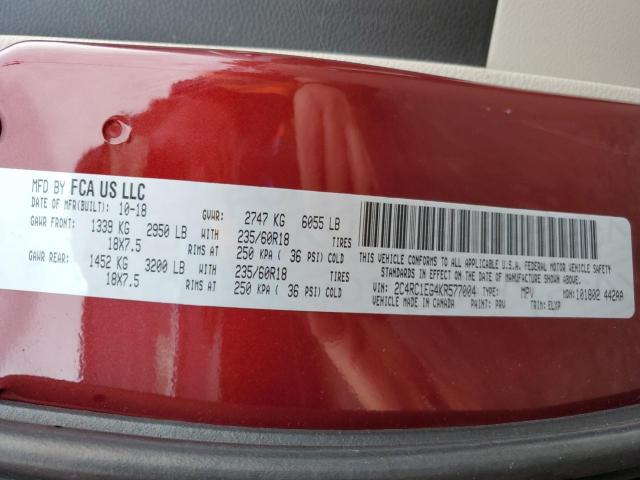 MFD BY FCA US LLC
DATE OF MFR(BUILT): 10-18 GVWR: 2747 KG 6055 LB
GAWR FRONT: 1339 KG 2950 LB WITH 235/60R18 TIRES
18X7.5 RIMS AT 250 KPA ( 36 PSI) COLD
GAWR REAR: 1452 KG 3200 LB WITH 235/60R18 TIRES
18X7.5 RIMS AT 250 KPA ( 36 PSI) COLD
THIS VEHICLE CONFORMS TO ALL APPLICABLE U.S.A. FEDERAL MOTOR VEHICLE SAFETY
STANDARDS IN EFFECT ON THE DATE OF MANUFACTURE SHOWN ABOVE.
VIN: 2C4RC1EG4KR577004 TYPE: MPV MDH: 101802 442AA
VEHICLE MADE IN CANADA PAINT: PRV TRIM: ELXP